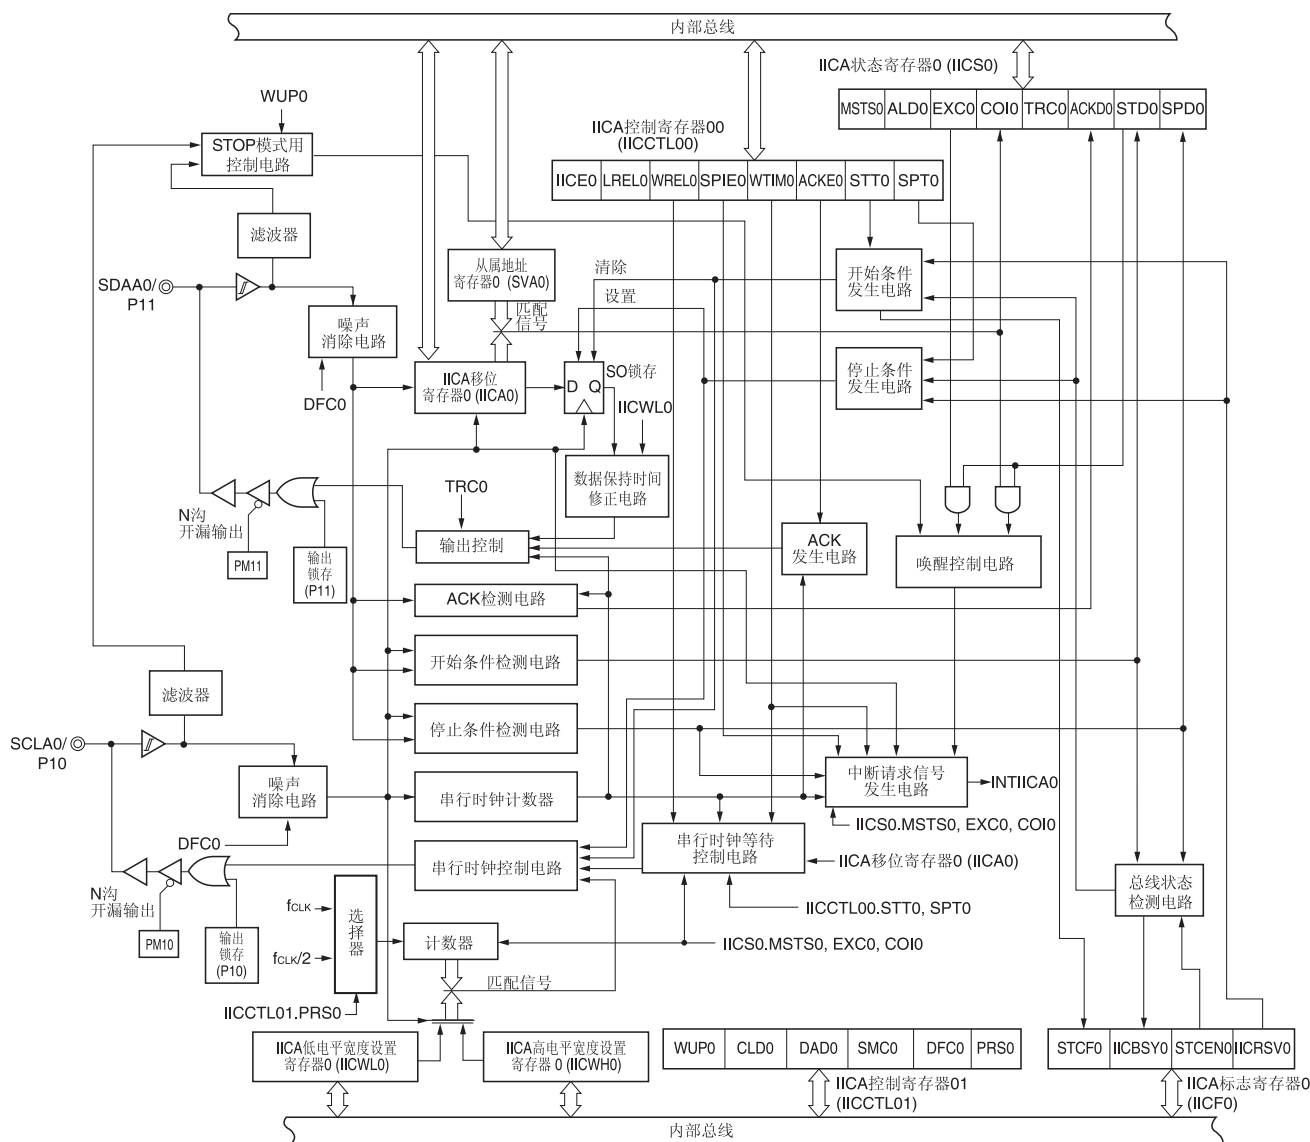 内部总线
IICA状态寄存器0 (IICS0)
MSTS0 ALD0 EXC0 COI0 TRC0 ACKD0 STD0 SPD0
WUP0
STOP模式用
控制电路
IICA控制寄存器00
(IICCTL00)
IICE0 LREL0 WREL0 SPIE0 WTIM0 ACKE0 STT0 SPT0
滤波器
SDAA0/
P11
从属地址
寄存器0 (SVA0)
清除
设置
匹配
信号
开始条件
发生电路
噪声
消除电路
DFC0
IICA移位
寄存器0 (IICA0)
D Q
SO锁存
IICWL0
停止条件
发生电路
数据保持时间
修正电路
TRC0
N沟
开漏输出
PM11
输出
锁存
(P11)
输出控制
ACK
发生电路
唤醒控制电路
ACK检测电路
开始条件检测电路
滤波器
停止条件检测电路
SCLA0/
P10
噪声
消除电路
DFC0
串行时钟计数器
中断请求信号
发生电路
INTIICA0
IICS0.MSTS0, EXC0, COI0
串行时钟等待
控制电路
IICA移位寄存器0 (IICA0)
串行时钟控制电路
N沟
开漏输出
PM10
输出
锁存
(P10)
fCLK
fCLK/2
选择器
IICCTL01.PRS0
计数器
匹配信号
IICCTL00.STT0, SPT0
IICS0.MSTS0, EXC0, COI0
总线状态
检测电路
IICA低电平宽度设置
寄存器0 (IICWL0)
IICA高电平宽度设置
寄存器 0 (IICWH0)
WUP0 CLD0 DAD0 SMC0 DFC0 PRS0
IICA控制寄存器01
(IICCTL01)
STCF0 IICBSY0 STCEN0 IICRSV0
IICA标志寄存器0
(IICF0)
内部总线